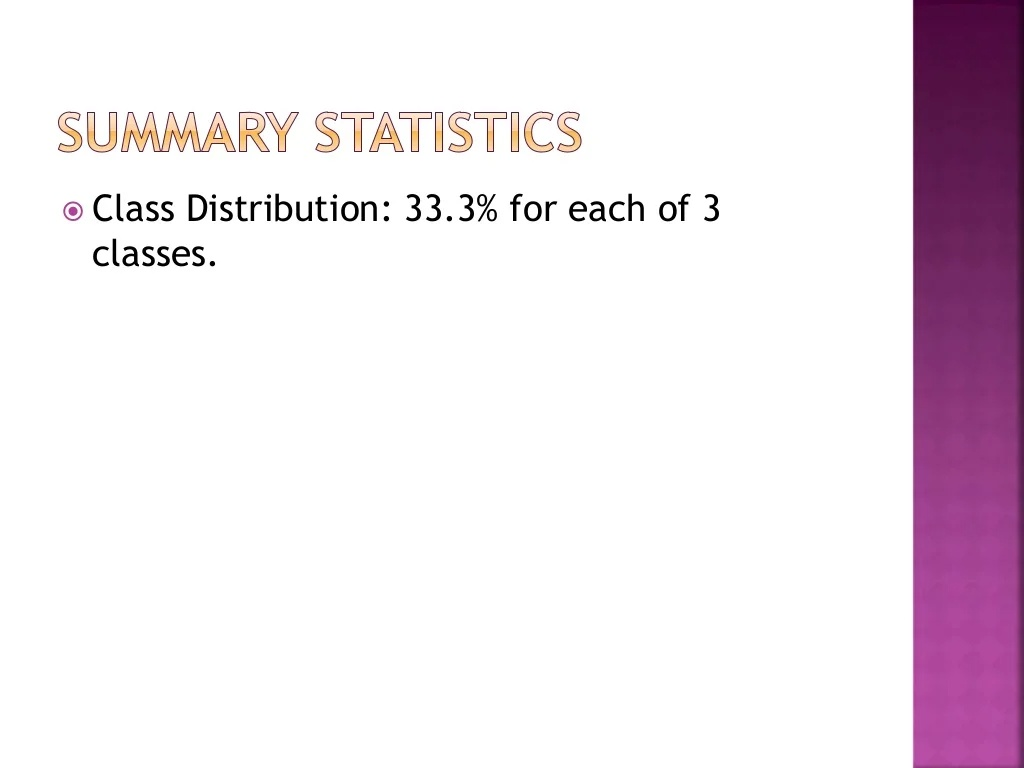 SUMMARY STATISTICS
Class Distribution: 33.3% for each of 3
classes.